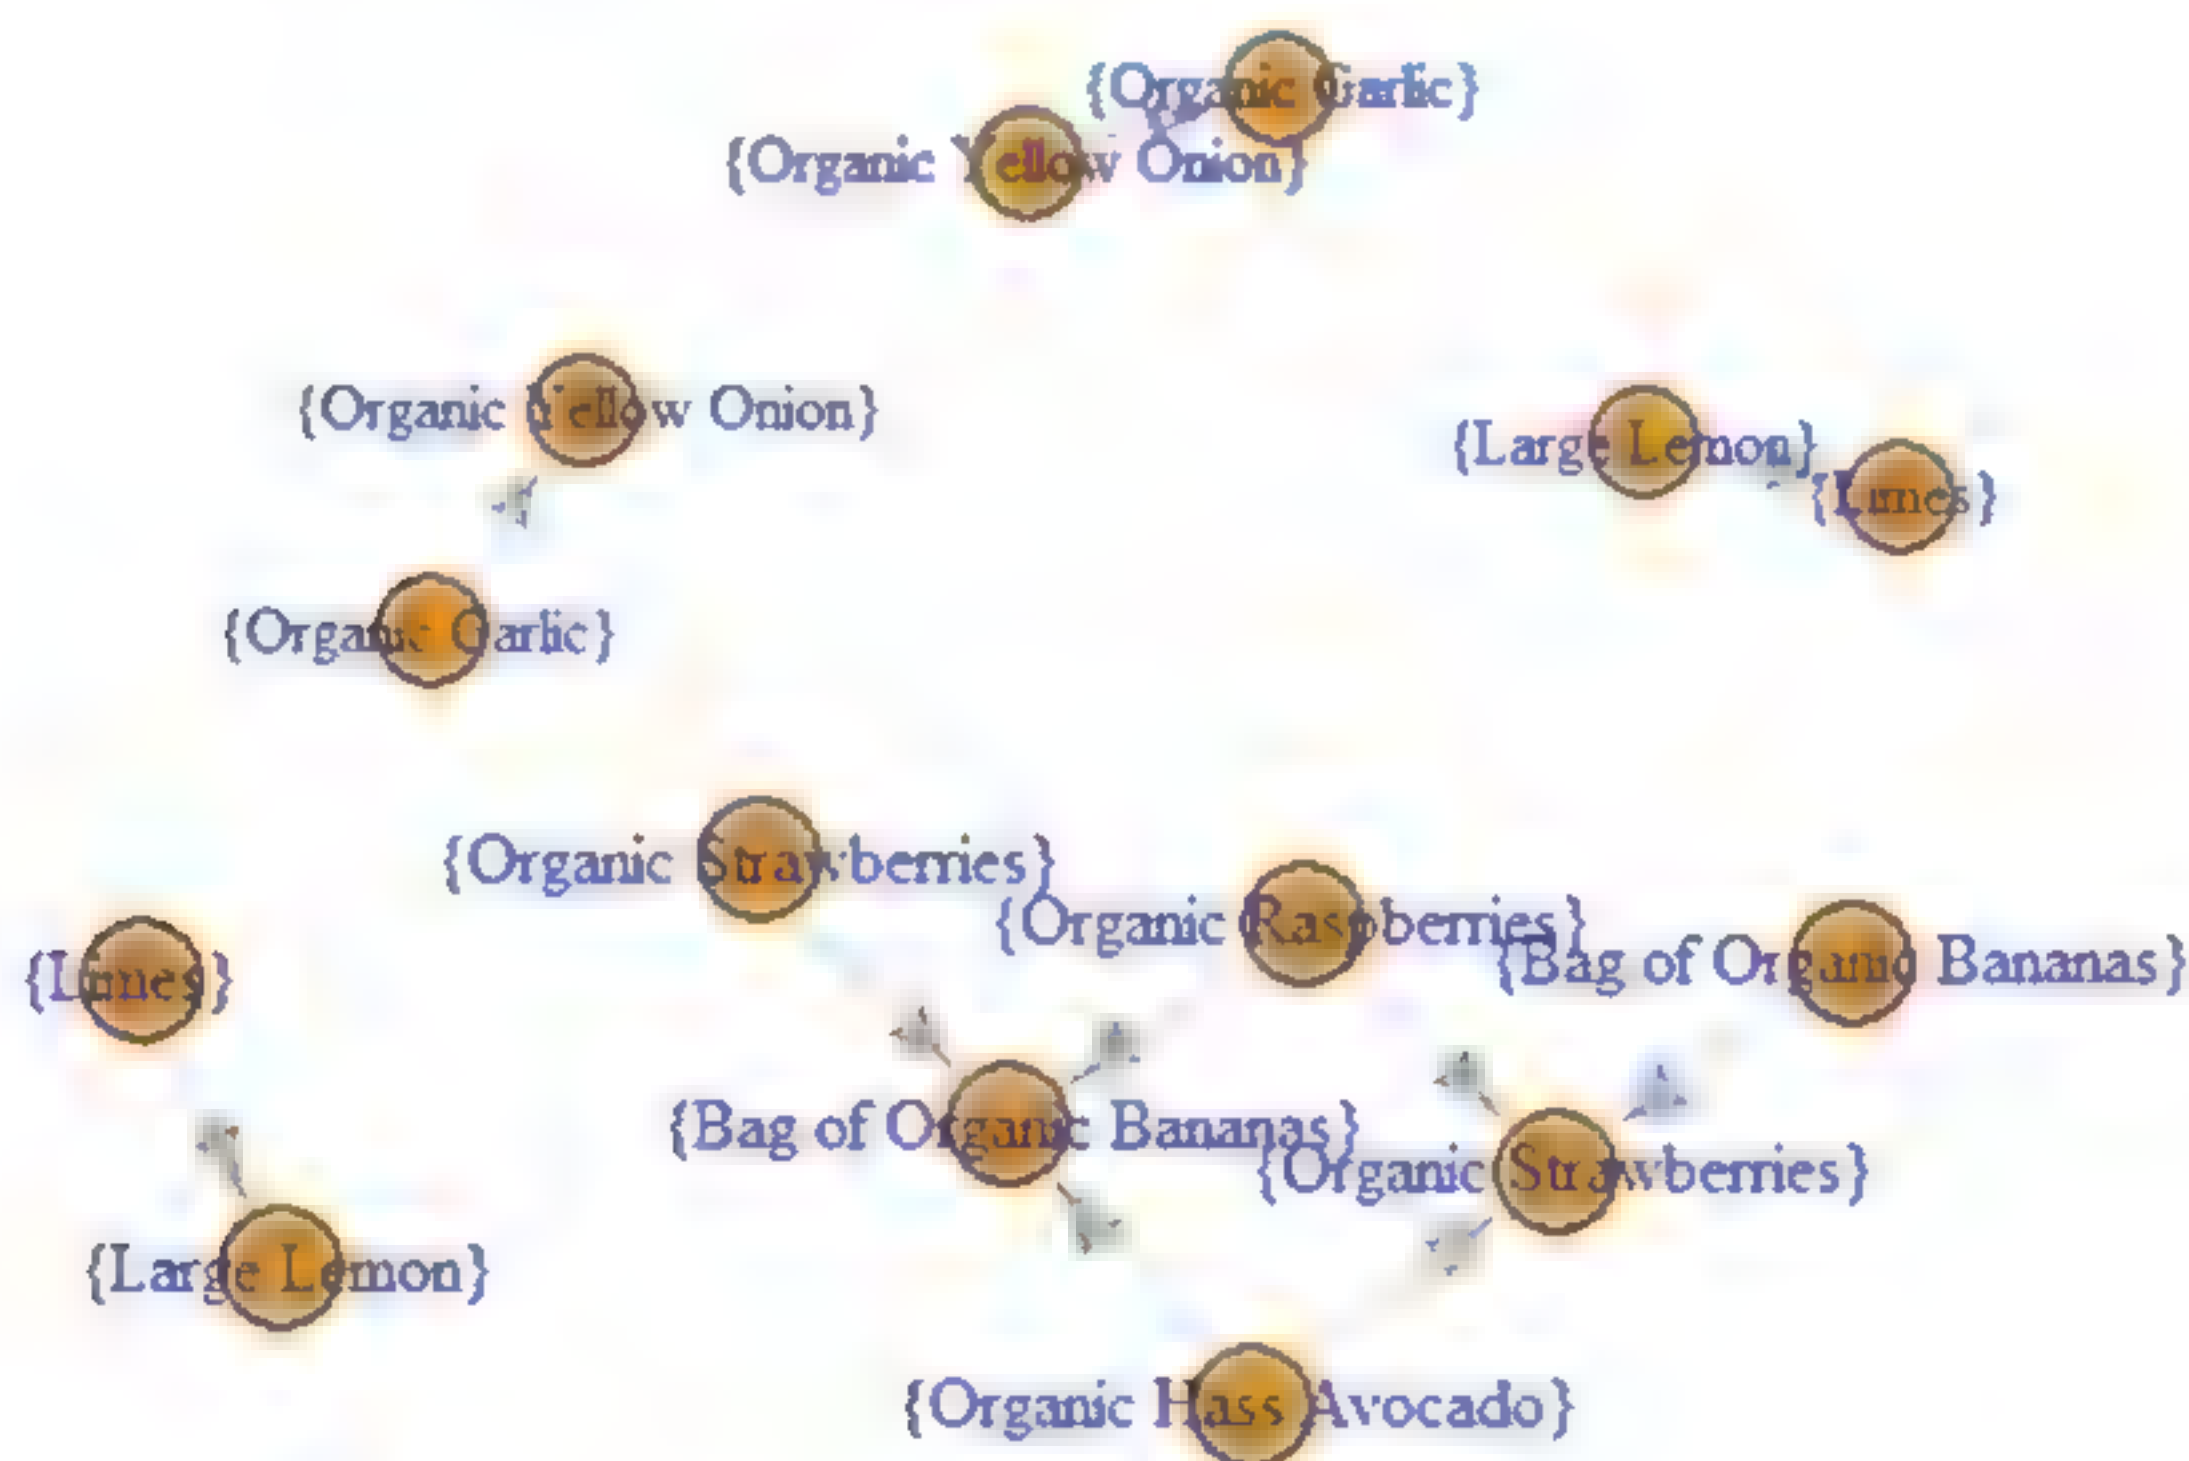 {Organic Garlic}
{Organic Yellow Onion}
{Organic Yellow Onion}
{Large Lemon}
{Limes}
{Organic Garlic}
{Organic Strawberries}
{Organic Raspberries}
{Bag of Organic Bananas}
{Limes}
{Bag of Organic Bananas}
{Organic Strawberries}
{Large Lemon}
{Organic Hass Avocado}